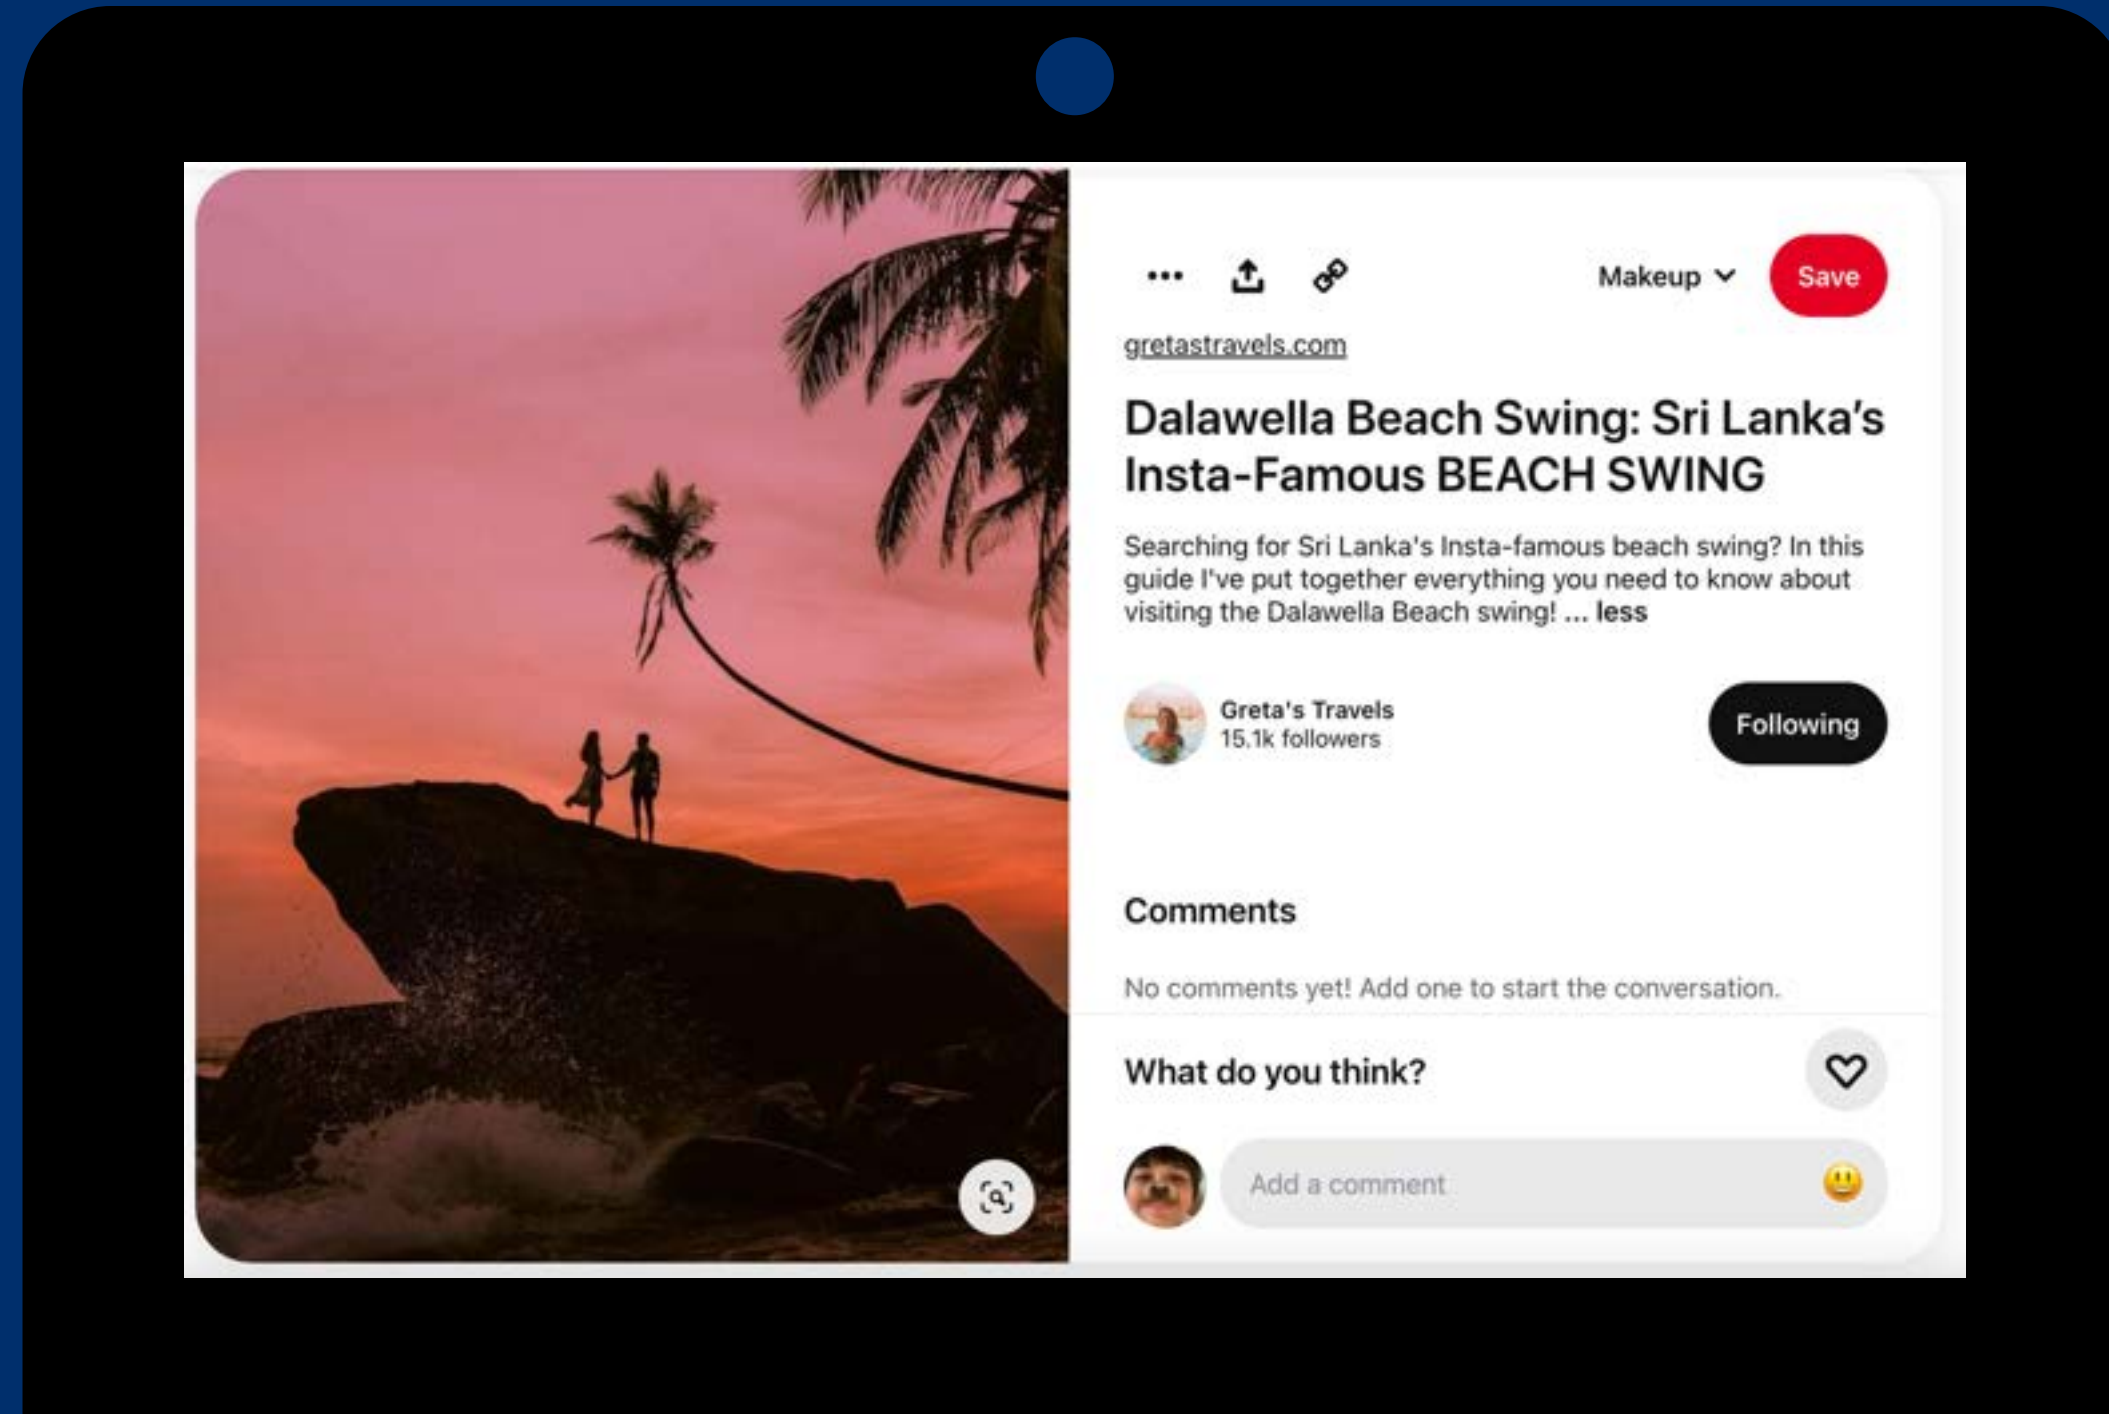 Makeup
Save
gretastravels.com
Dalawella Beach Swing: Sri Lanka's
Insta-Famous BEACH SWING
Searching for Sri Lanka's Insta-famous beach swing? In this
guide I've put together everything you need to know about
visiting the Dalawella Beach swing! ... less
Greta's Travels
15.1k followers
Following
Comments
No comments yet! Add one to start the conversation.
What do you think?
Add a comment